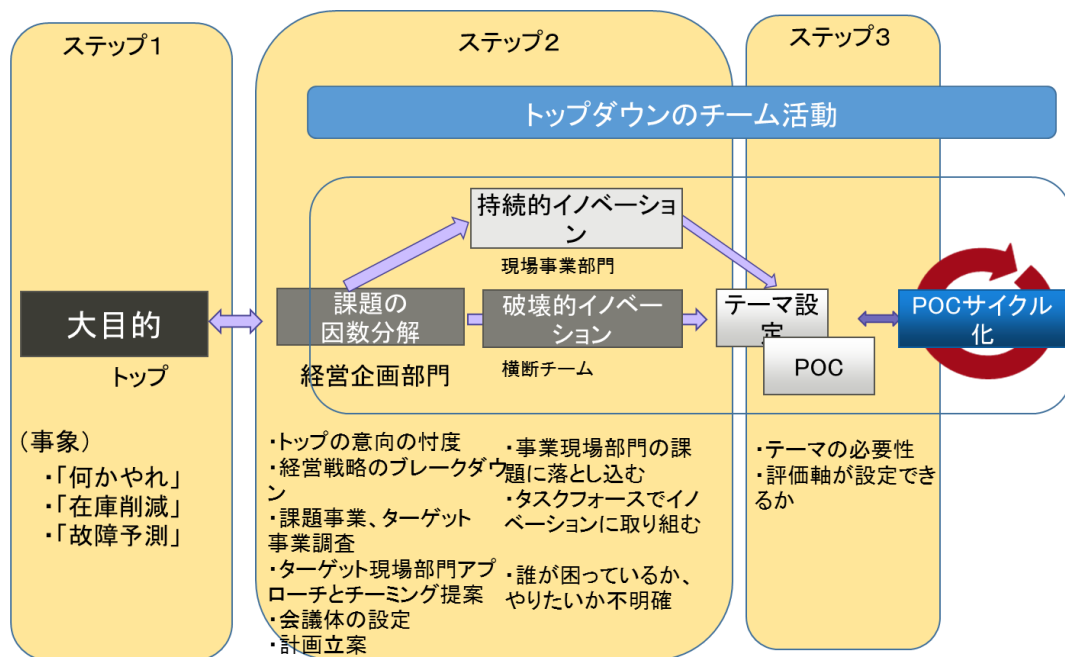 ステップ1
ステップ2
ステップ3
トップダウンのチーム活動
大目的
トップ
(事象)
・「何かやれ」
・「在庫削減」
・「故障予測」
課題の
因数分解
経営企画部門
持続的イノベーショ
ン
現場事業部門
破壊的イノベー
ション
横断チーム
・トップの意向の忖度
・経営戦略のブレークダウ
ン
・課題事業、ターゲット
事業調査
・ターゲット現場部門アプ
ローチとチーミング提案
・会議体の設定
・計画立案
・事業現場部門の課
題に落とし込む
・タスクフォースでイノ
ベーションに取り組む
・誰が困っているか、
やりたいか不明確
テーマ設
定
POC
・テーマの必要性
・評価軸が設定でき
るか
POCサイクル
化